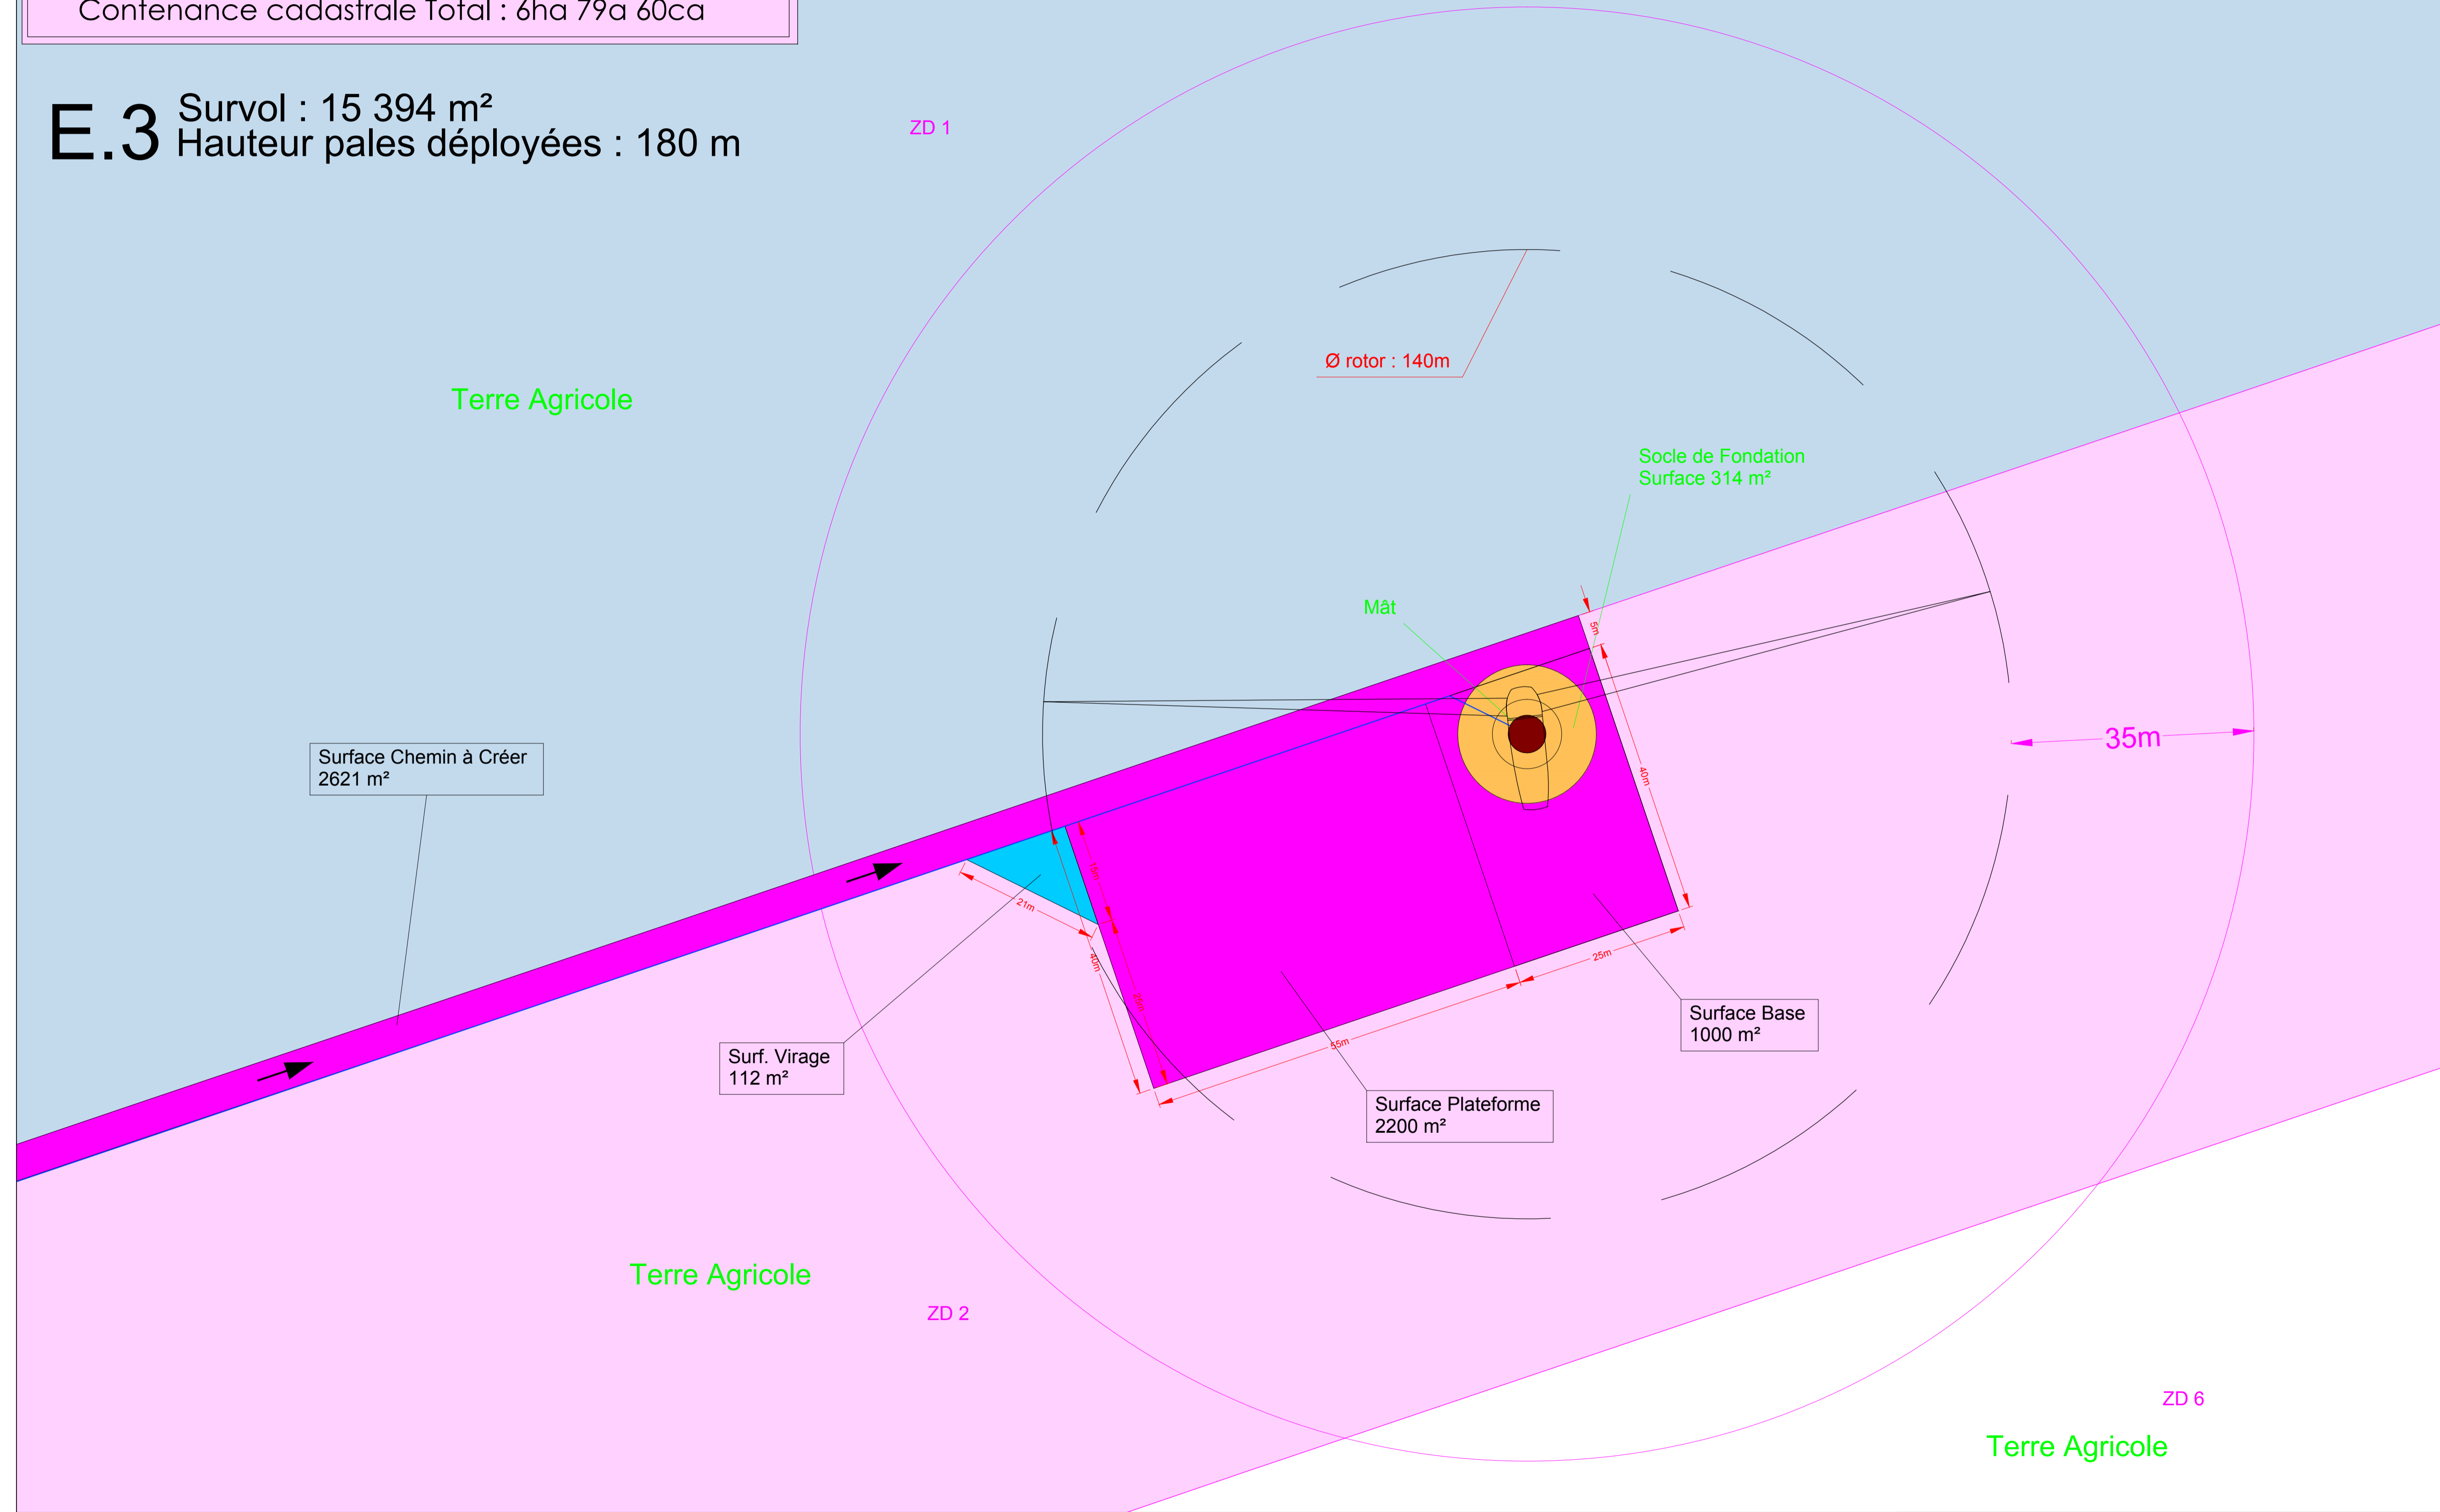 Contenance cadastrale Total : 6ha 79a 60ca
E.3
Survol : 15 394 m²
Hauteur pales déployées : 180 m
ZD 1
Ø rotor : 140m
Terre Agricole
Socle de Fondation
Surface 314 m²
Mât
5m
35m
Surface Chemin à Créer
2621 m²
40m
15m
21m
40m
25m
25m
55m
Surface Base
1000 m²
Surf. Virage
112 m²
Surface Plateforme
2200 m²
Terre Agricole
ZD 2
ZD 6
Terre Agricole